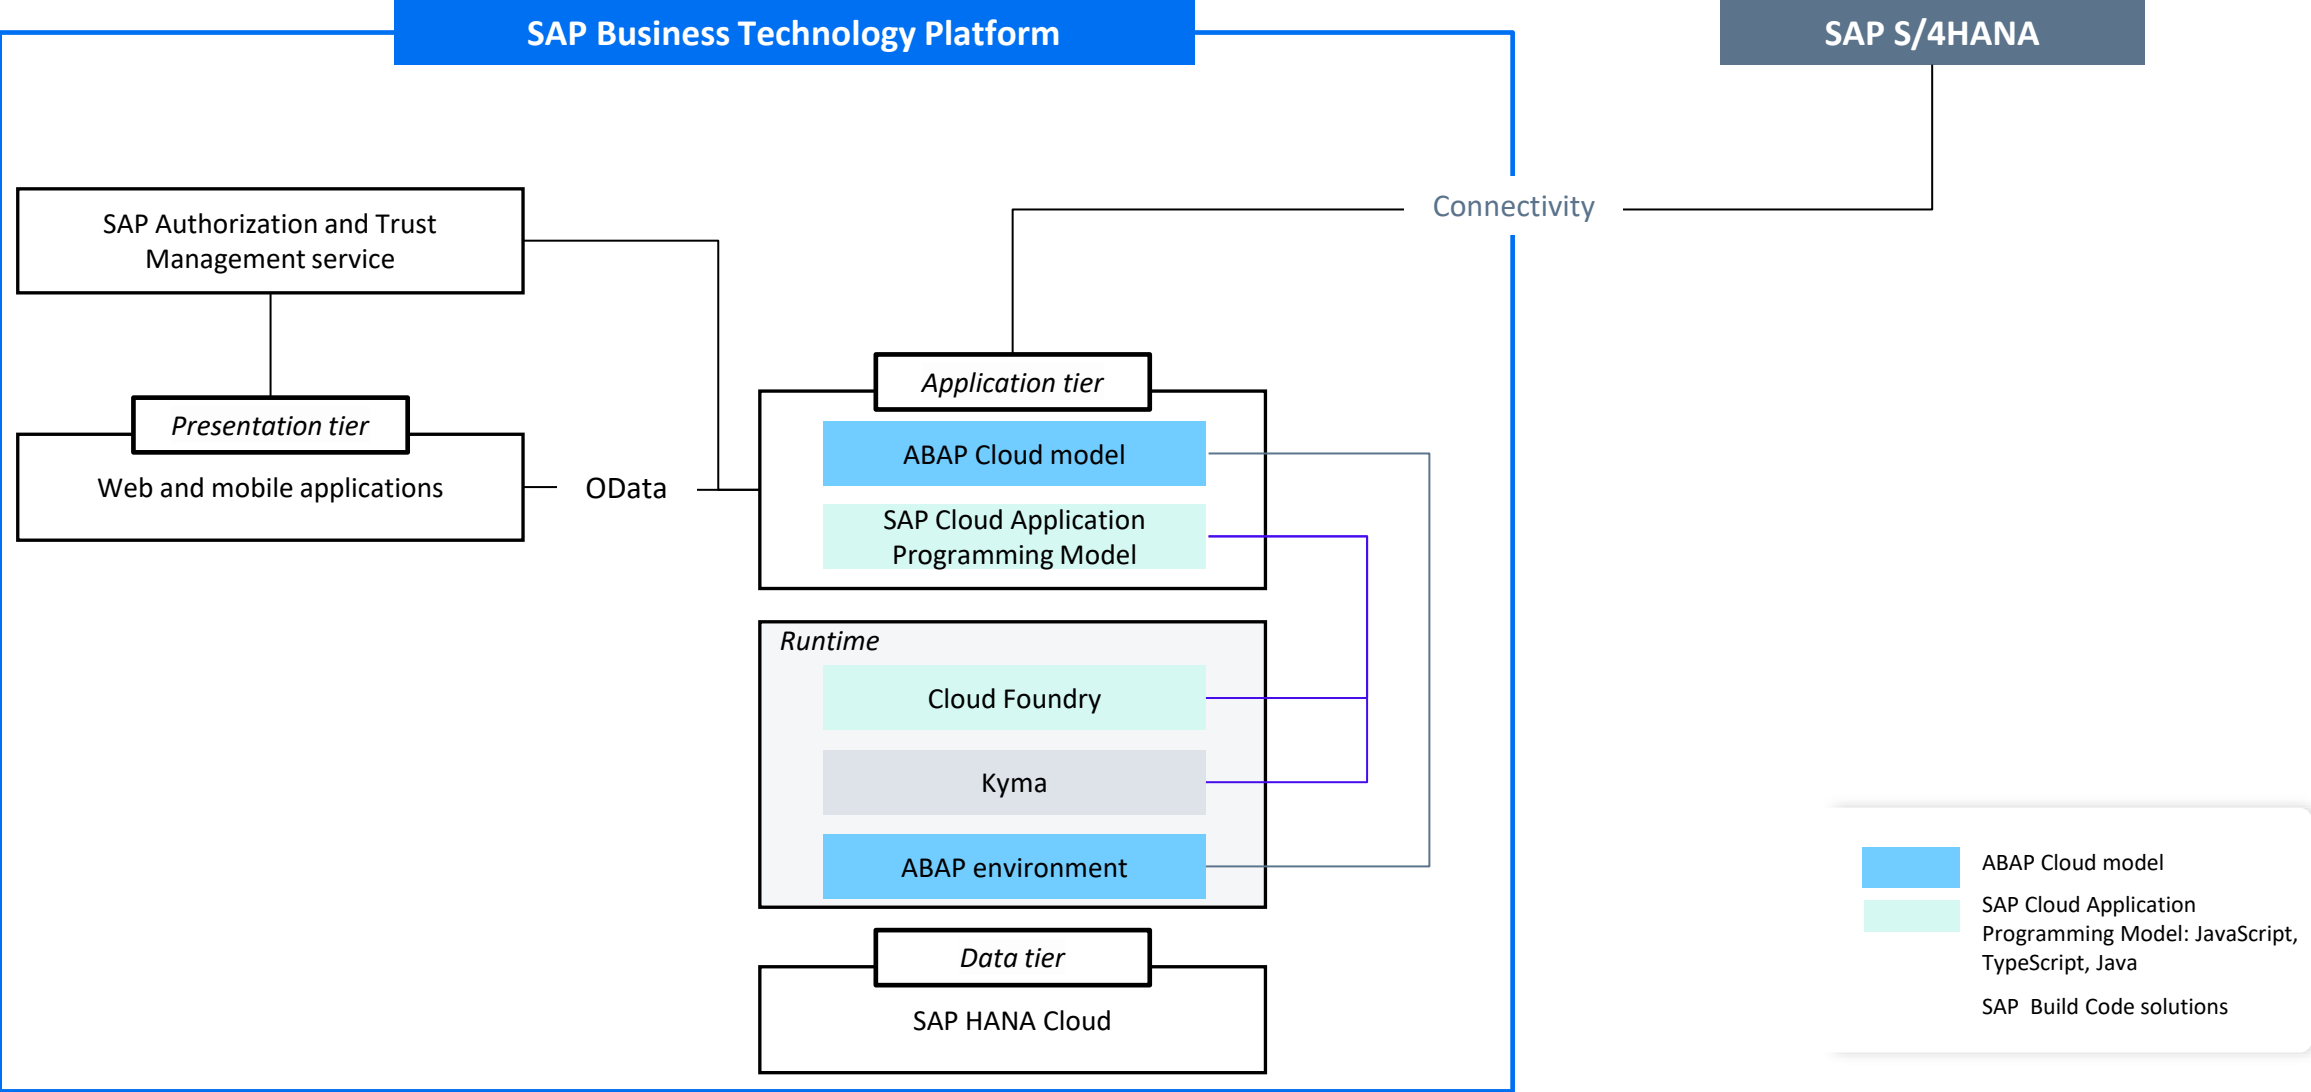 SAP Business Technology Platform
SAP S/4HANA
Connectivity
SAP Authorization and Trust
Management service
Presentation tier
Web and mobile applications
OData
Application tier
ABAP Cloud model
SAP Cloud Application
Programming Model
Runtime
Cloud Foundry
Kyma
ABAP environment
Data tier
SAP HANA Cloud
ABAP Cloud model
SAP Cloud Application
Programming Model: JavaScript,
TypeScript, Java
SAP Build Code solutions